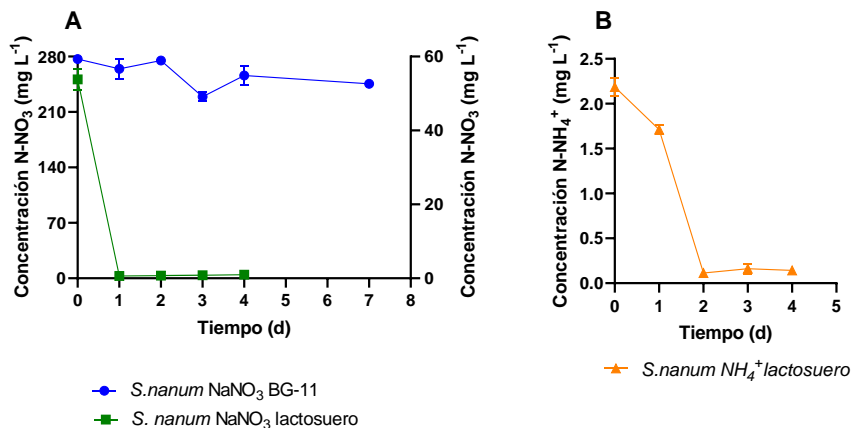 A
B
Concentración N-NO3 (mg L⁻¹)
280
210
140
70
0
60
40
20
0
Concentración N-NO3 (mg L⁻¹)
0 1 2 3 4 5 6 7 8
Tiempo (d)
Concentración N-NH4⁺ (mg L⁻¹)
2.5
2.0
1.5
1.0
0.5
0.0
0 1 2 3 4 5
Tiempo (d)
S.nanum NaNO3 BG-11
S. nanum NaNO3 lactosuero
S.nanum NH4⁺ lactosuero